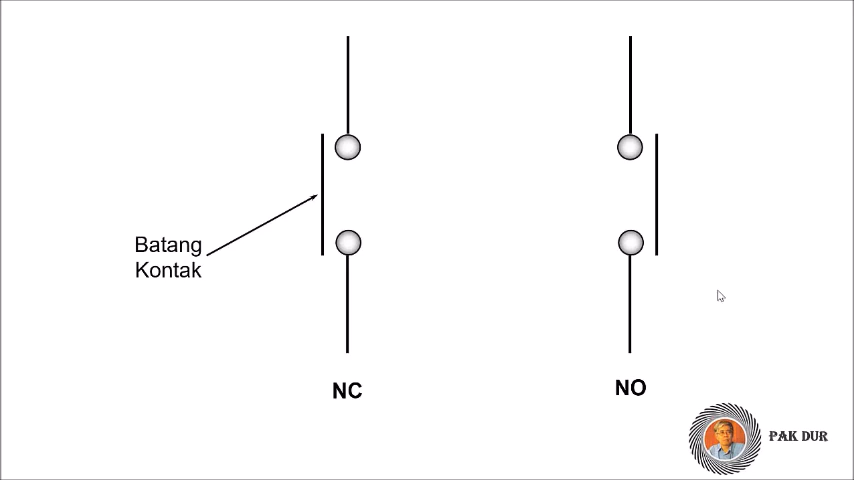 Batang
Kontak
NC
NO
PAK DUR